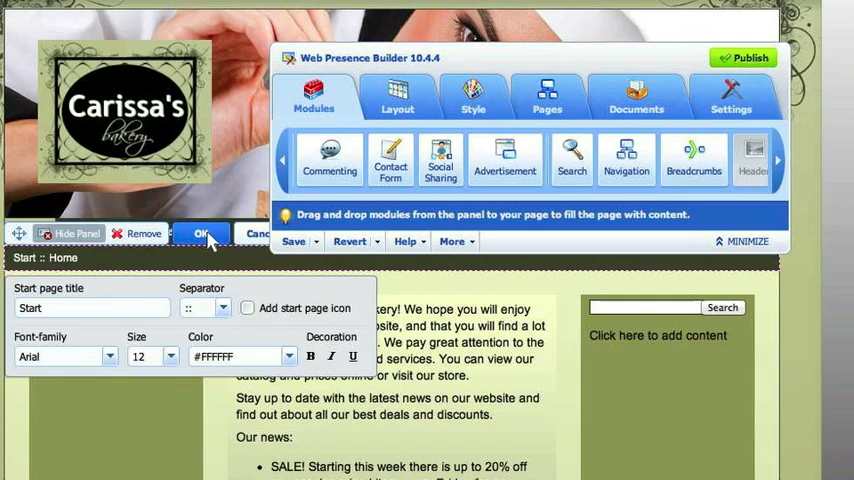 Carissa's
bakery
Web Presence Builder 10.4.4
Publish
Modules
Layout
Style
Pages
Documents
Settings
Commenting
Contact
Form
Social
Sharing
Advertisement
Search
Navigation
Breadcrumbs
Header
Drag and drop modules from the panel to your page to fill the page with content.
Save
Revert
Help
More
MINIMIZE
Hide Panel
Remove
OK
Canc
Start :: Home
Start page title
Separator
Start
::
Add start page icon
Font-family
Size
Color
Decoration
Arial
12
#FFFFFF
B I U
kery! We hope you will enjoy
bsite, and that you will find a lot
. We pay great attention to the
d services. You can view our
catalog and prices online or visit our store.
Stay up to date with the latest news on our website and
find out about all our best deals and discounts.
Our news:
• SALE! Starting this week there is up to 20% off
Search
Click here to add content